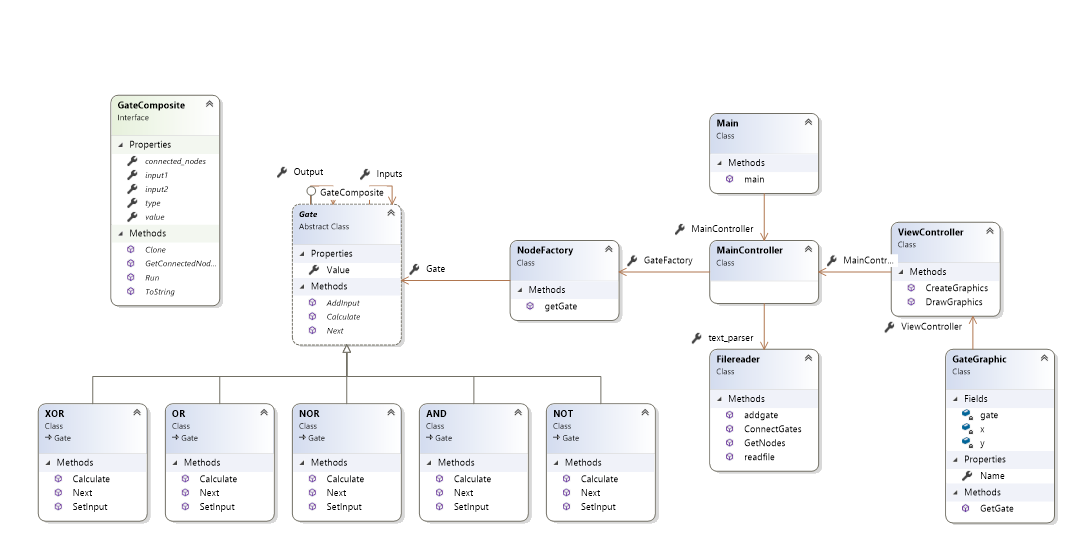 GateComposite
Interface
Properties
connected_nodes
input1
input2
type
value
Methods
Clone
GetConnectedNod...
Run
ToString
Output
Inputs
GateComposite
Gate
Abstract Class
Properties
Value
Methods
AddInput
Calculate
Next
Gate
NodeFactory
Class
Methods
getGate
GateFactory
Main
Class
Methods
main
MainController
MainController
Class
MainContr...
ViewController
Class
Methods
CreateGraphics
DrawGraphics
ViewController
text_parser
Filereader
Class
Methods
addgate
ConnectGates
GetNodes
readfile
GateGraphic
Class
Fields
gate
x
y
Properties
Name
Methods
GetGate
XOR
Class
Gate
Methods
Calculate
Next
SetInput
OR
Class
Gate
Methods
Calculate
Next
SetInput
NOR
Class
Gate
Methods
Calculate
Next
SetInput
AND
Class
Gate
Methods
Calculate
Next
SetInput
NOT
Class
Gate
Methods
Calculate
Next
SetInput